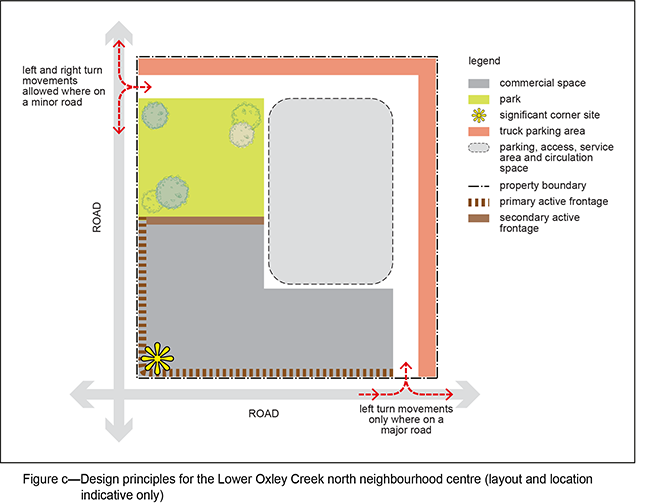 left and right turn
movements
allowed where on
a minor road
ROAD
ROAD
left turn movements
only where on a
major road
legend
commercial space
park
significant corner site
truck parking area
parking, access, service
area and circulation
space
property boundary
primary active frontage
secondary active
frontage
Figure c—Design principles for the Lower Oxley Creek north neighbourhood centre (layout and location
indicative only)